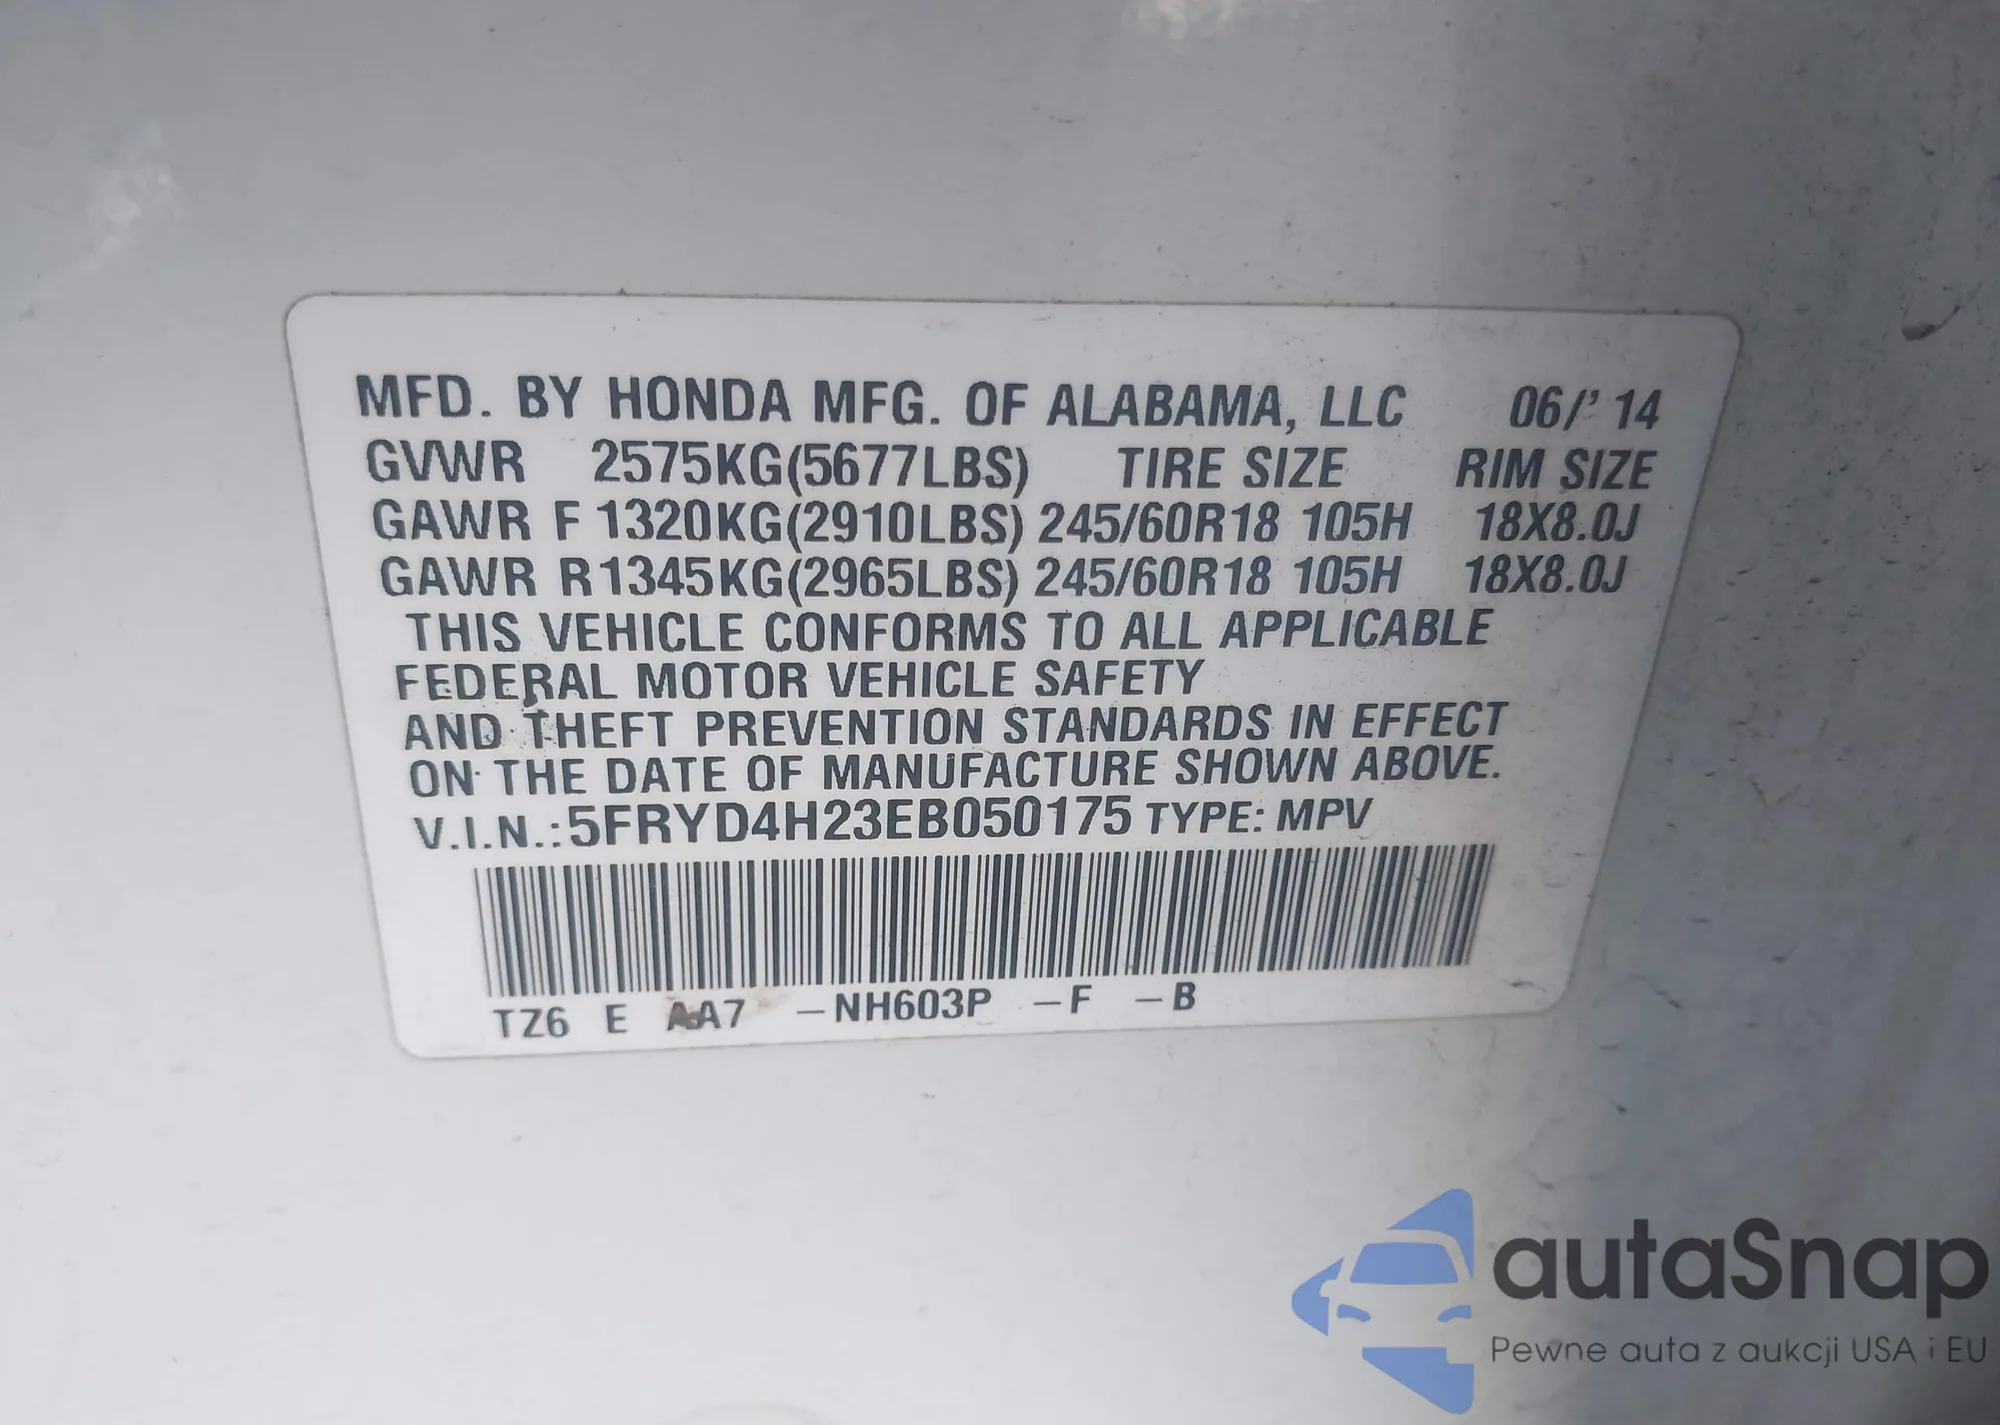 MFD. BY HONDA MFG. OF ALABAMA, LLC 06/'14
GVWR 2575KG(5677LBS) TIRE SIZE RIM SIZE
GAWR F 1320KG(2910LBS) 245/60R18 105H 18X8.0J
GAWR R 1345KG(2965LBS) 245/60R18 105H 18X8.0J
THIS VEHICLE CONFORMS TO ALL APPLICABLE
FEDERAL MOTOR VEHICLE SAFETY
AND THEFT PREVENTION STANDARDS IN EFFECT
ON THE DATE OF MANUFACTURE SHOWN ABOVE.
V.I.N.:5FRYD4H23EB050175 TYPE: MPV
TZ6 E AA7 -NH603P -F -B
autaSnap
Pewne auta z aukcji USA i EU